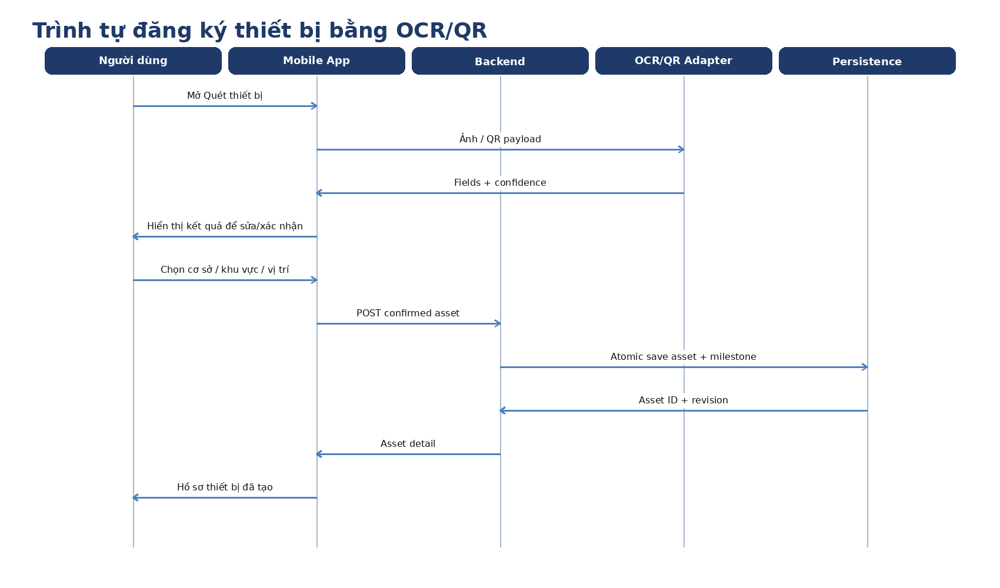 Trình tự đăng ký thiết bị bằng OCR/QR
Người dùng
Mobile App
Backend
OCR/QR Adapter
Persistence
Mở Quét thiết bị
Ảnh / QR payload
Fields + confidence
Hiển thị kết quả để sửa/xác nhận
Chọn cơ sở / khu vực / vị trí
POST confirmed asset
Atomic save asset + milestone
Asset ID + revision
Asset detail
Hồ sơ thiết bị đã tạo